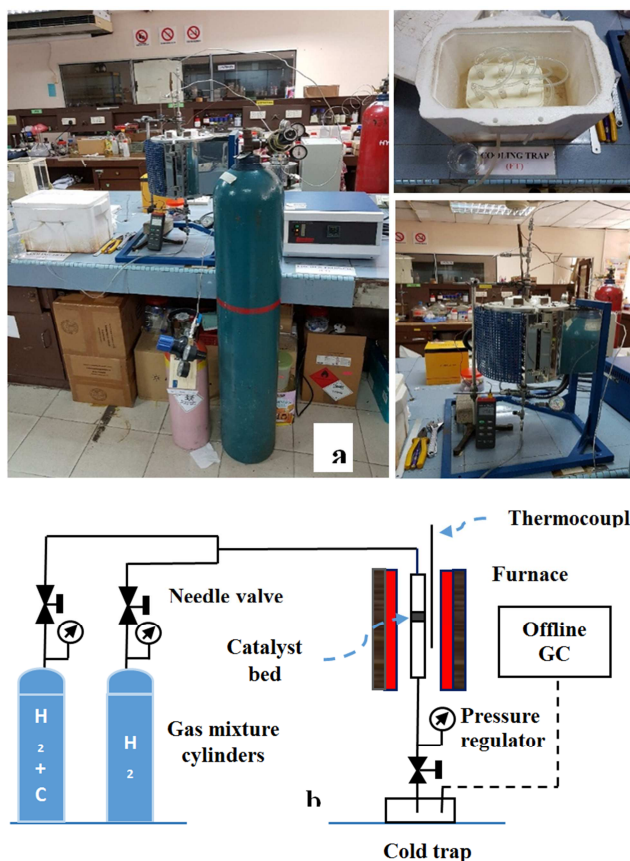 COOLING TRAP
(C T)
HY
a
Thermocoupl
Furnace
Needle valve
Offline
GC
Catalyst
bed
H
2
+
C
H
2
Gas mixture
cylinders
Pressure
regulator
b
Cold trap